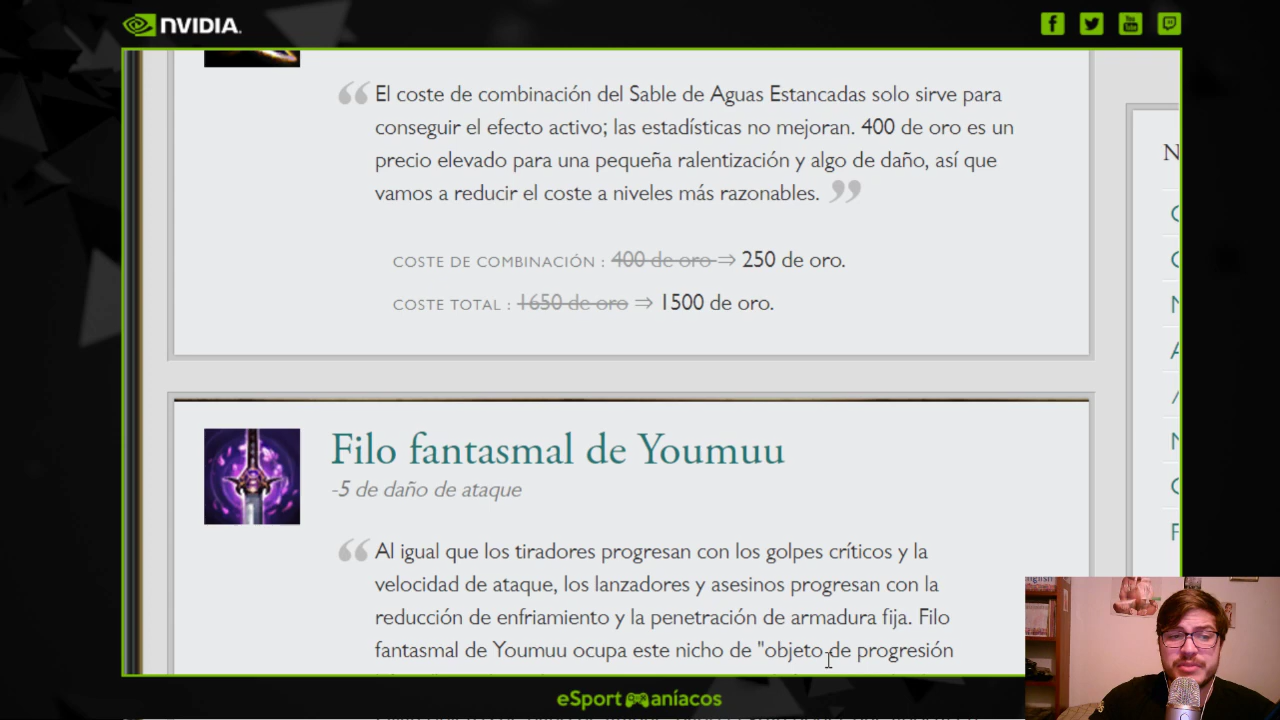 NVIDIA.
El coste de combinación del Sable de Aguas Estancadas solo sirve para
conseguir el efecto activo; las estadísticas no mejoran. 400 de oro es un
precio elevado para una pequeña ralentización y algo de daño, así que
vamos a reducir el coste a niveles más razonables.
COSTE DE COMBINACIÓN : 400 de oro ⇒ 250 de oro.
COSTE TOTAL : 1650 de oro ⇒ 1500 de oro.
Filo fantasmal de Youmuu
-5 de daño de ataque
Al igual que los tiradores progresan con los golpes críticos y la
velocidad de ataque, los lanzadores y asesinos progresan con la
reducción de enfriamiento y la penetración de armadura fija. Filo
fantasmal de Youmuu ocupa este nicho de "objeto de progresión
eSportmaníacos